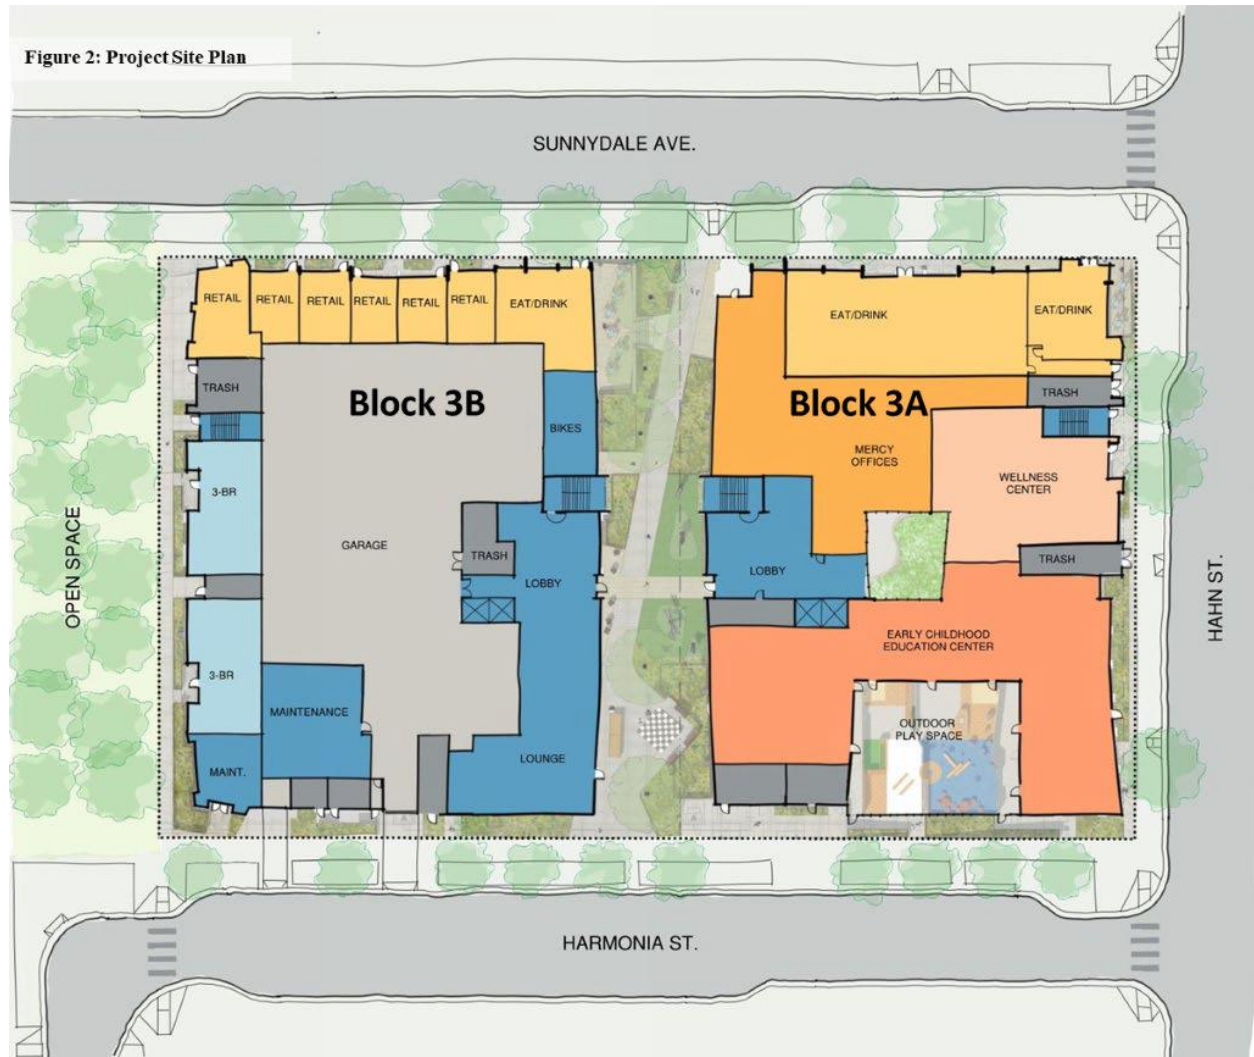 Figure 2: Project Site Plan
SUNNYDALE AVE.
RETAIL
RETAIL
RETAIL
RETAIL
RETAIL
RETAIL
EAT/DRINK
EAT/DRINK
EAT/DRINK
TRASH
Block 3B
BIKES
3-BR
GARAGE
TRASH
LOBBY
3-BR
MAINTENANCE
MAINT.
LOUNGE
Block 3A
TRASH
MERCY
OFFICES
WELLNESS
CENTER
TRASH
LOBBY
EARLY CHILDHOOD
EDUCATION CENTER
OUTDOOR
PLAY SPACE
OPEN SPACE
HAHN ST.
HARMONIA ST.